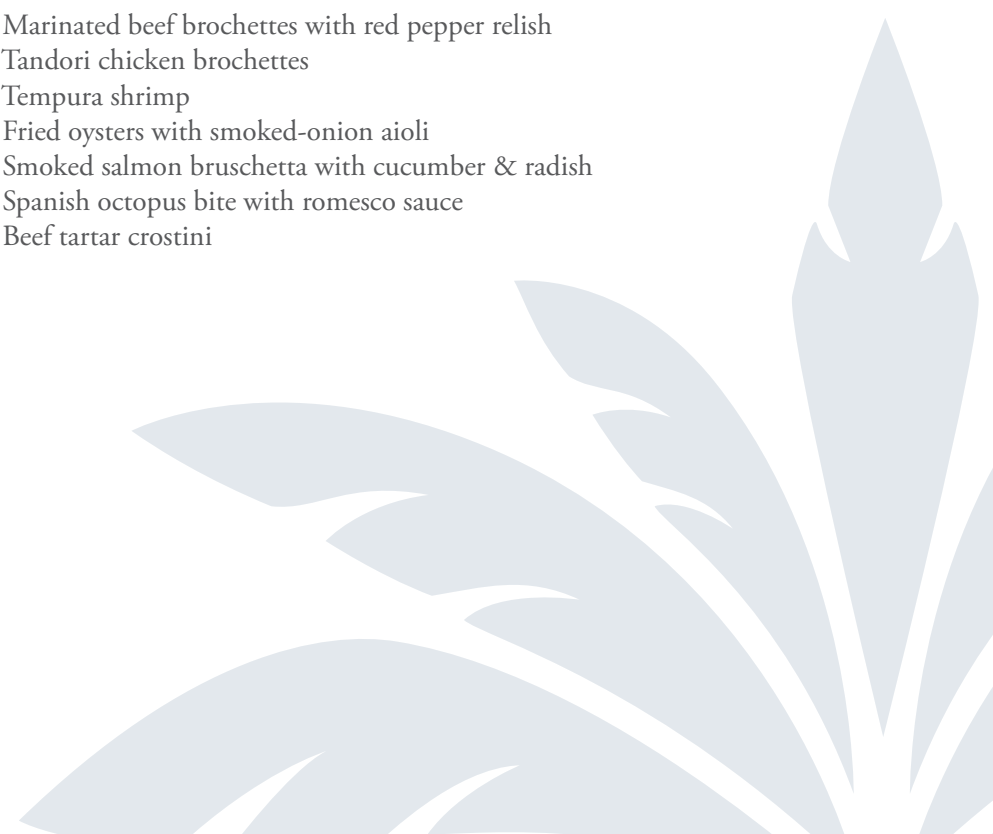 Marinated beef brochettes with red pepper relish
Tandori chicken brochettes
Tempura shrimp
Fried oysters with smoked-onion aioli
Smoked salmon bruschetta with cucumber & radish
Spanish octopus bite with romesco sauce
Beef tartar crostini